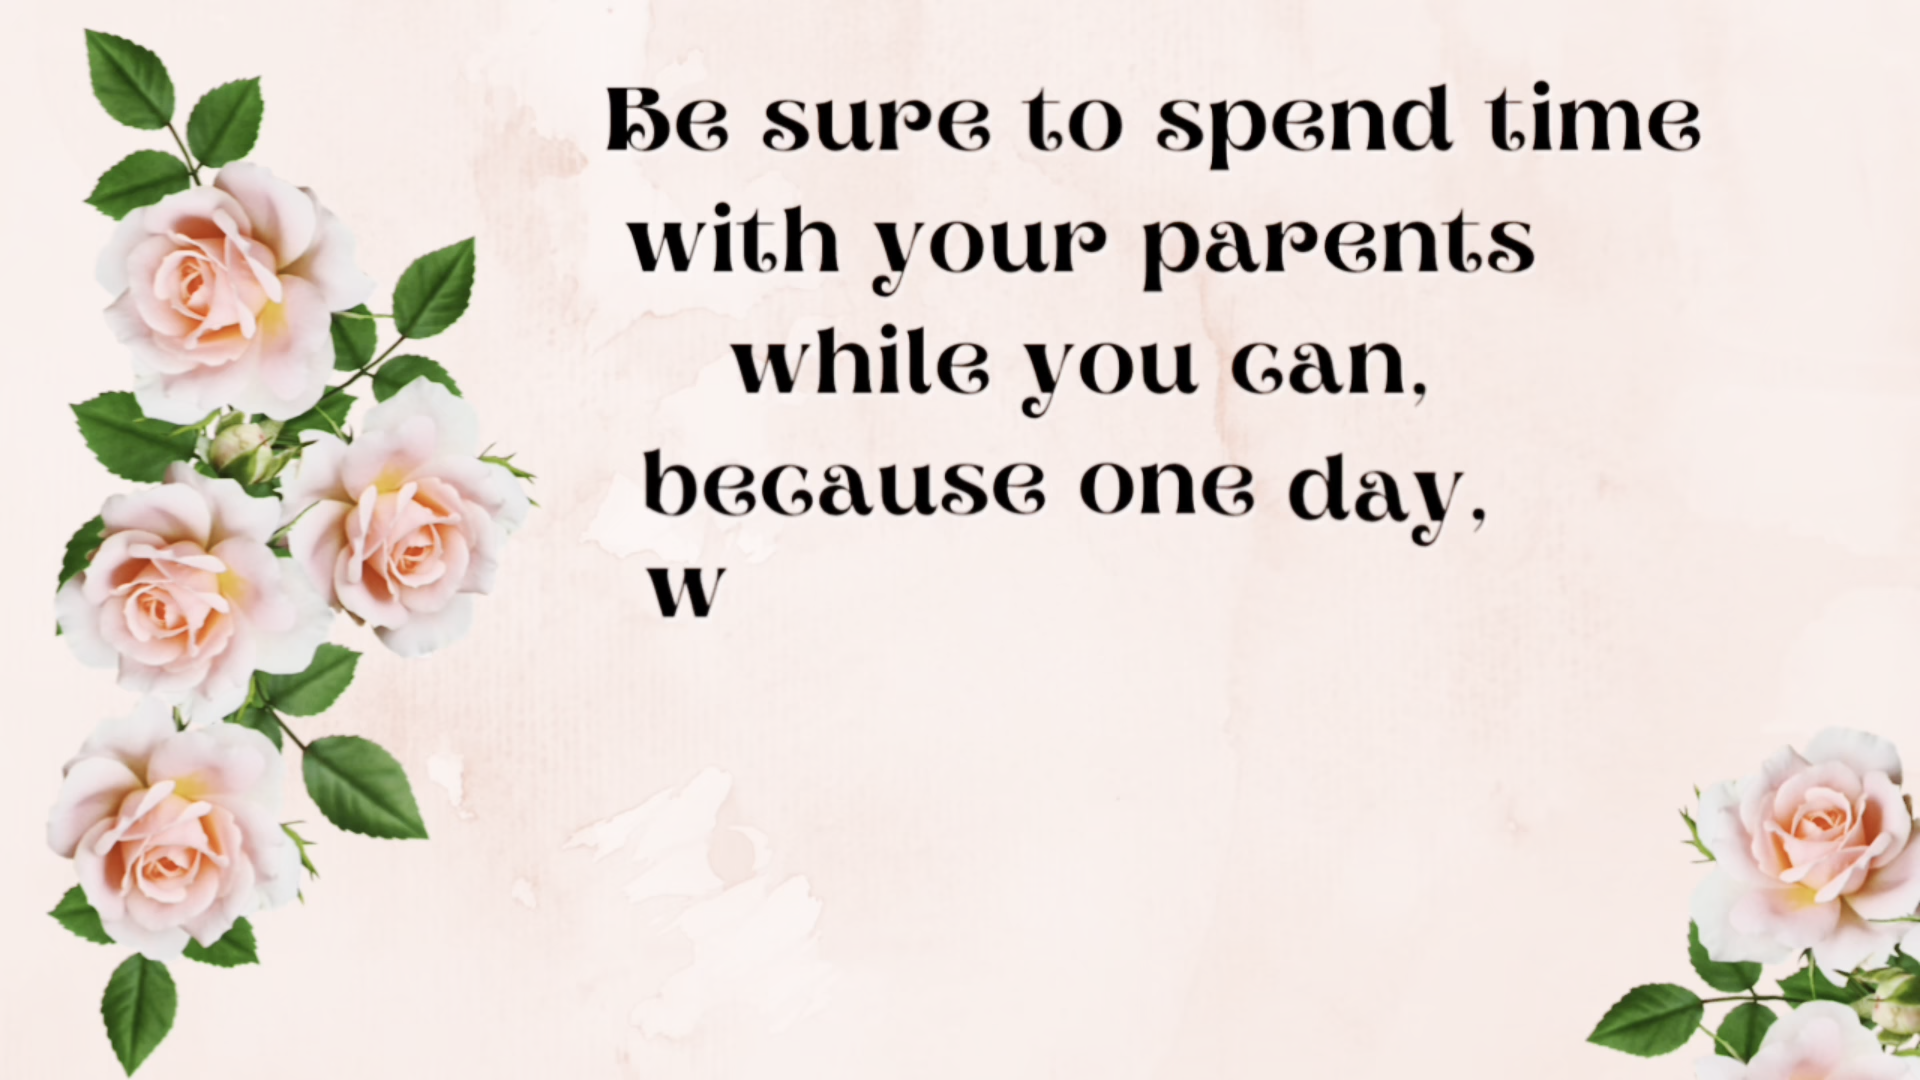 Be sure to spend time
with your parents
while you can,
because one day,
w